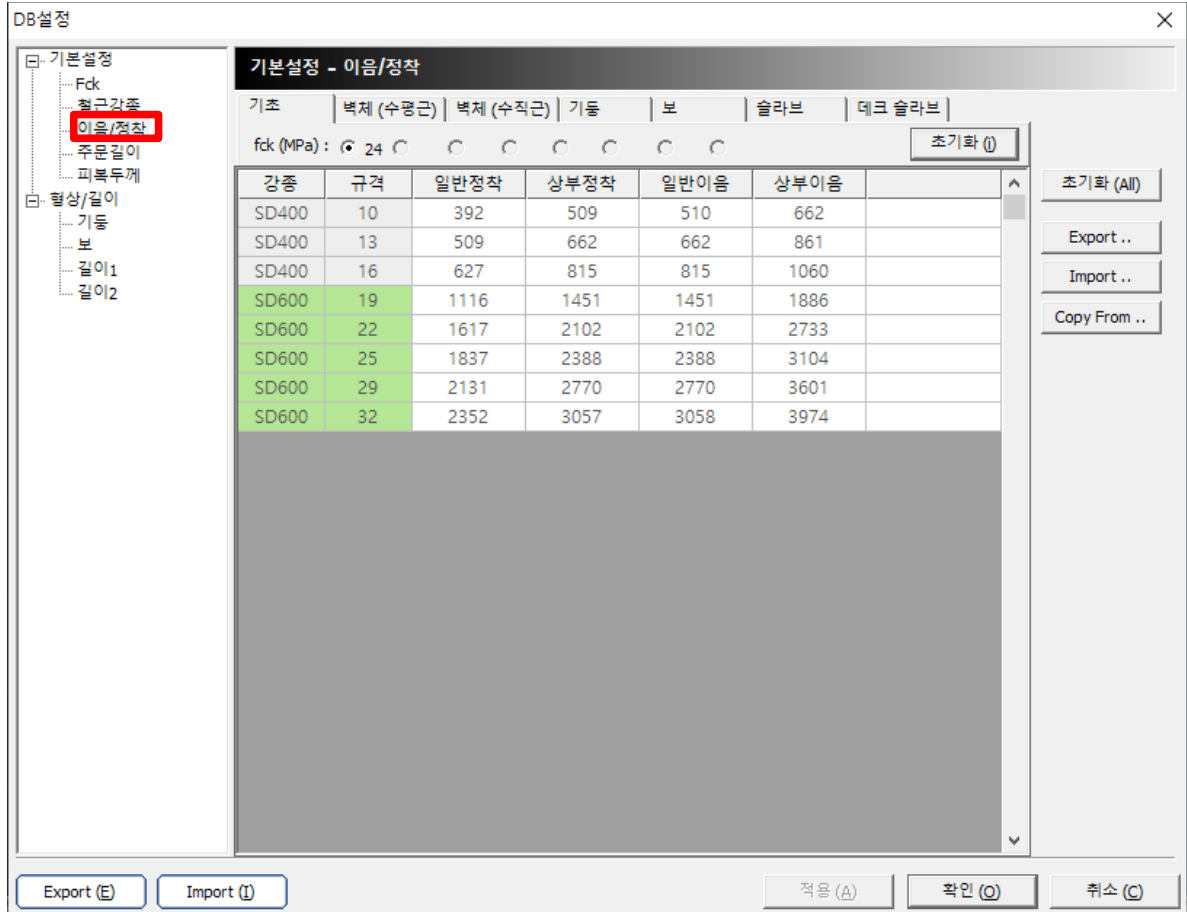 DB설정
기본설정
Fck
철근강종
이음/정착
주문길이
피복두께
형상/길이
기둥
보
길이1
길이2
기본설정 - 이음/정착
기초 벽체 (수평근) 벽체 (수직근) 기둥 보 슬라브 데크 슬라브
fck (MPa) : 24 초기화 (i)
강종 규격 일반정착 상부정착 일반이음 상부이음
SD400 10 392 509 510 662
SD400 13 509 662 662 861
SD400 16 627 815 815 1060
SD600 19 1116 1451 1451 1886
SD600 22 1617 2102 2102 2733
SD600 25 1837 2388 2388 3104
SD600 29 2131 2770 2770 3601
SD600 32 2352 3057 3058 3974
초기화 (All)
Export ..
Import ..
Copy From ..
Export (E) Import (I) 적용 (A) 확인 (O) 취소 (C)